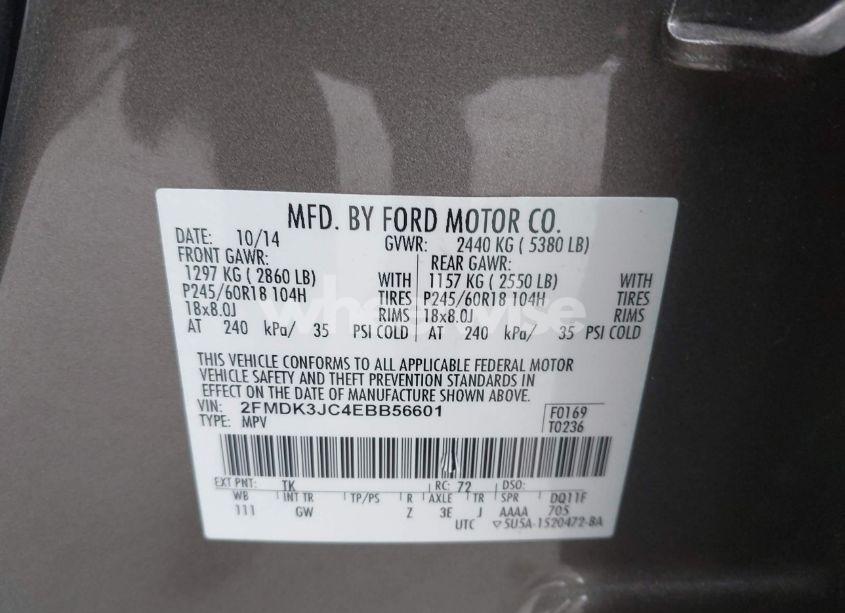 MFD. BY FORD MOTOR CO.
DATE: 10/14 GVWR: 2440 KG ( 5380 LB)
FRONT GAWR: REAR GAWR:
1297 KG ( 2860 LB) WITH 1157 KG ( 2550 LB) WITH
P245/60R18 104H TIRES P245/60R18 104H TIRES
18x8.0J RIMS 18x8.0J RIMS
AT 240 kPa/ 35 PSI COLD AT 240 kPa/ 35 PSI COLD
THIS VEHICLE CONFORMS TO ALL APPLICABLE FEDERAL MOTOR
VEHICLE SAFETY AND THEFT PREVENTION STANDARDS IN
EFFECT ON THE DATE OF MANUFACTURE SHOWN ABOVE.
VIN: 2FMDK3JC4EBB56601 F0169
TYPE: MPV T0236
EXT PNT: TK RC: 72 DSO:
WB INT TR TP/PS R AXLE TR SPR DQ11F
111 GW Z 3E J AAAA 705
UTC ▽5U5A-1520472-BA
wheelwise